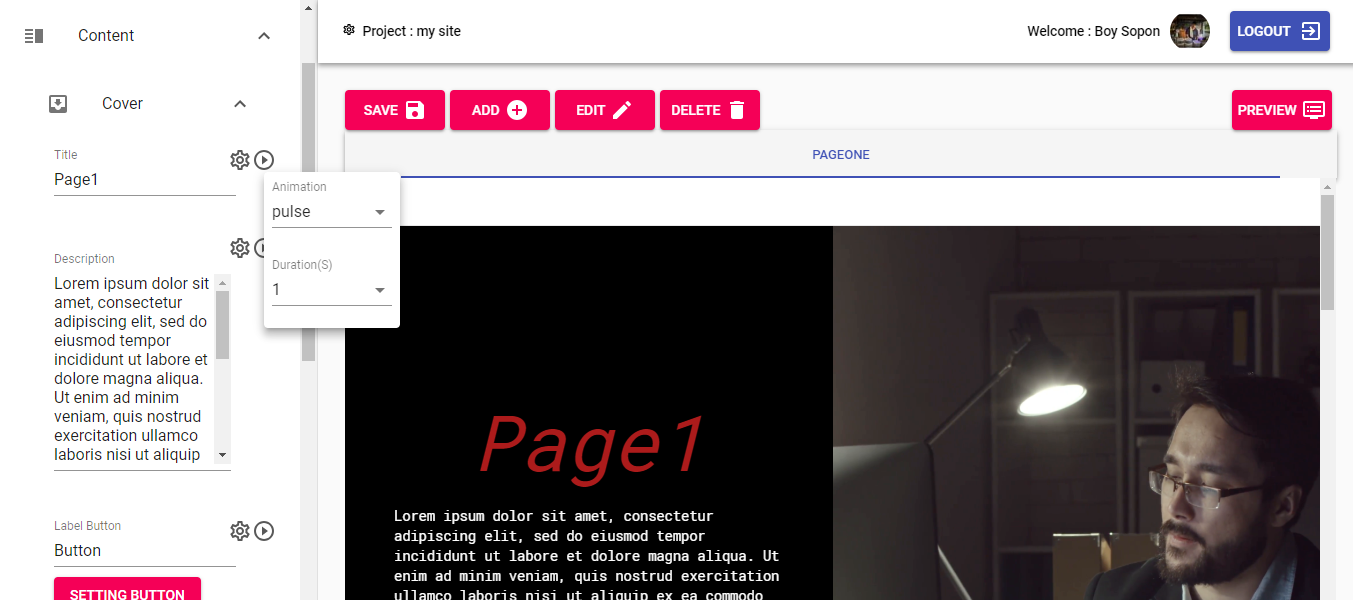 Content
Project : my site
Welcome : Boy Sopon
LOGOUT
Cover
SAVE
ADD
EDIT
DELETE
PREVIEW
Title
Page1
PAGEONE
Animation
pulse
Duration(S)
1
Description
Lorem ipsum dolor sit
amet, consectetur
adipiscing elit, sed do
eiusmod tempor
incididunt ut labore et
dolore magna aliqua.
Ut enim ad minim
veniam, quis nostrud
exercitation ullamco
laboris nisi ut aliquip
Label Button
Button
SETTING BUTTON
Page1
Lorem ipsum dolor sit amet, consectetur
adipiscing elit, sed do eiusmod tempor
incididunt ut labore et dolore magna aliqua. Ut
enim ad minim veniam, quis nostrud exercitation
ullamco laboris nisi ut aliquip ex ea commodo